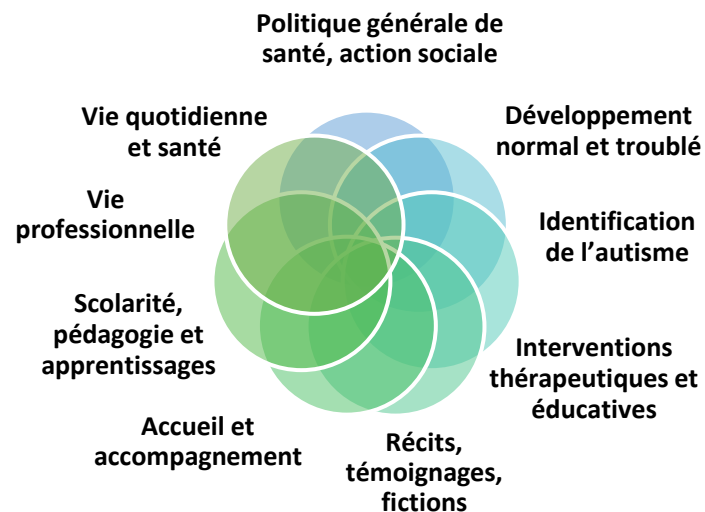 Politique générale de
santé, action sociale
Développement
normal et troublé
Identification
de l’autisme
Interventions
thérapeutiques et
éducatives
Récits,
témoignages,
fictions
Accueil et
accompagnement
Scolarité,
pédagogie et
apprentissages
Vie
professionnelle
Vie quotidienne
et santé